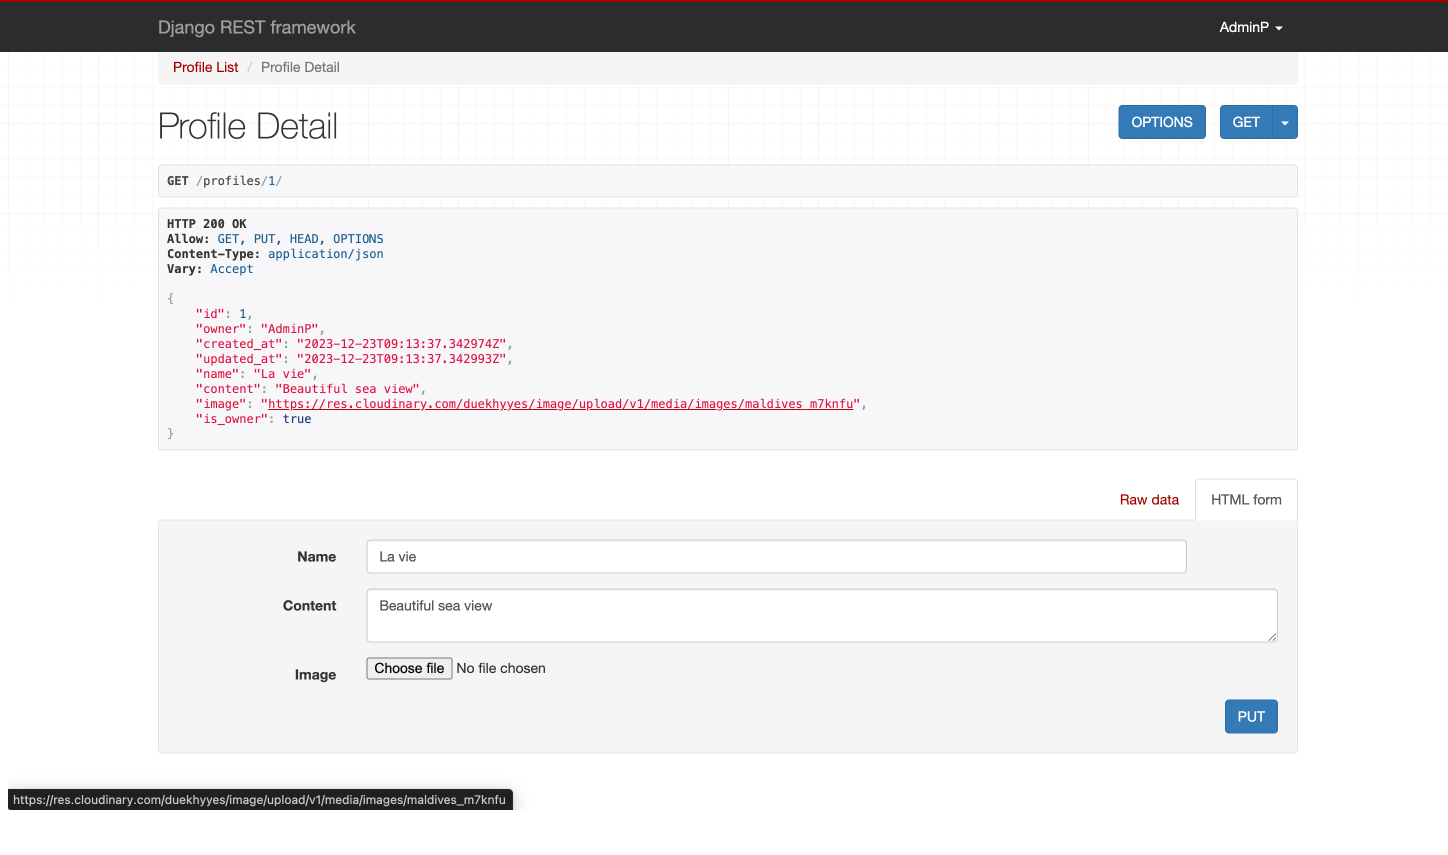 Django REST framework
AdminP
Profile List / Profile Detail
Profile Detail
OPTIONS
GET
GET /profiles/1/
HTTP 200 OK
Allow: GET, PUT, HEAD, OPTIONS
Content-Type: application/json
Vary: Accept
{
    "id": 1,
    "owner": "AdminP",
    "created_at": "2023-12-23T09:13:37.342974Z",
    "updated_at": "2023-12-23T09:13:37.342993Z",
    "name": "La vie",
    "content": "Beautiful sea view",
    "image": "https://res.cloudinary.com/duekhyyes/image/upload/v1/media/images/maldives_m7knfu",
    "is_owner": true
}
Raw data
HTML form
Name
La vie
Content
Beautiful sea view
Image
Choose file No file chosen
PUT
https://res.cloudinary.com/duekhyyes/image/upload/v1/media/images/maldives_m7knfu